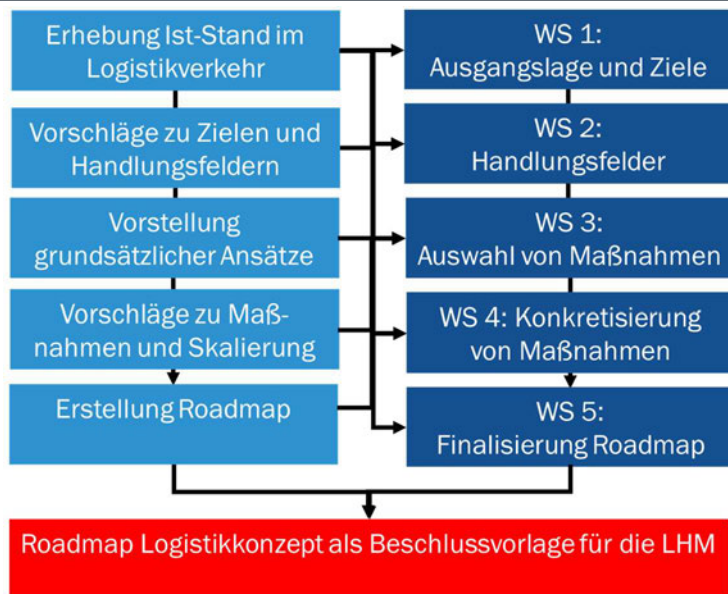 Erhebung Ist-Stand im
Logistikverkehr
Vorschläge zu Zielen und
Handlungsfeldern
Vorstellung
grundsätzlicher Ansätze
Vorschläge zu Maß-
nahmen und Skalierung
Erstellung Roadmap
WS 1:
Ausgangslage und Ziele
WS 2:
Handlungsfelder
WS 3:
Auswahl von Maßnahmen
WS 4: Konkretisierung
von Maßnahmen
WS 5:
Finalisierung Roadmap
Roadmap Logistikkonzept als Beschlussvorlage für die LHM